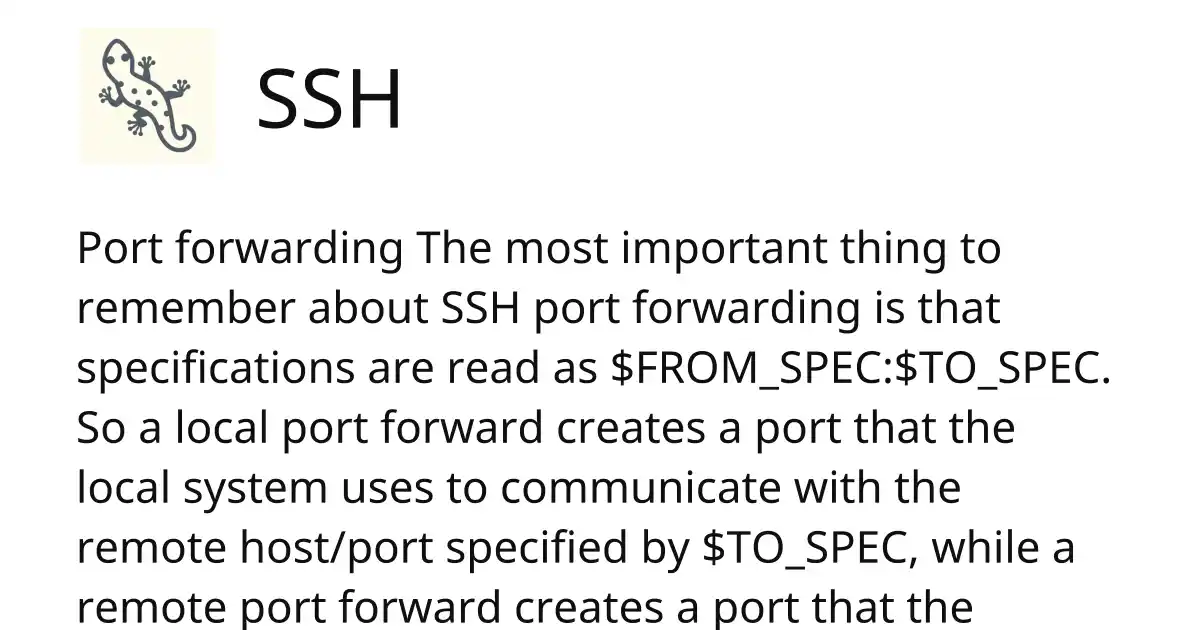 SSH
Port forwarding The most important thing to
remember about SSH port forwarding is that
specifications are read as $FROM_SPEC:$TO_SPEC.
So a local port forward creates a port that the
local system uses to communicate with the
remote host/port specified by $TO_SPEC, while a
remote port forward creates a port that the